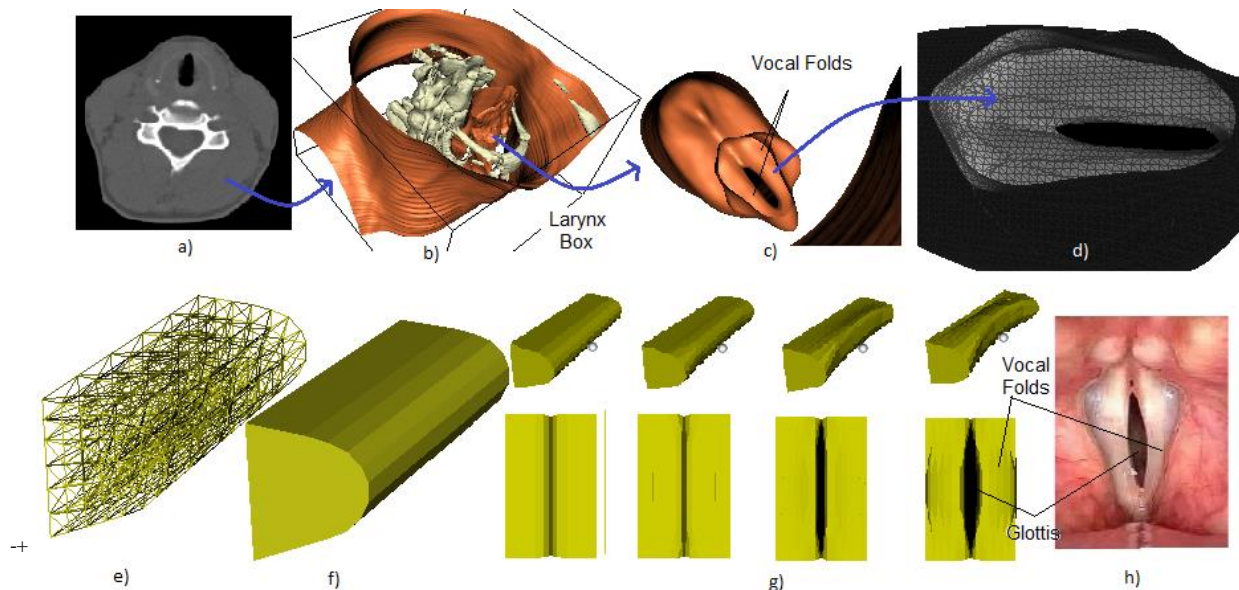 Vocal Folds
Larynx
Box
a)
b)
c)
d)
Vocal
Folds
Glottis
-+
e)
f)
g)
h)